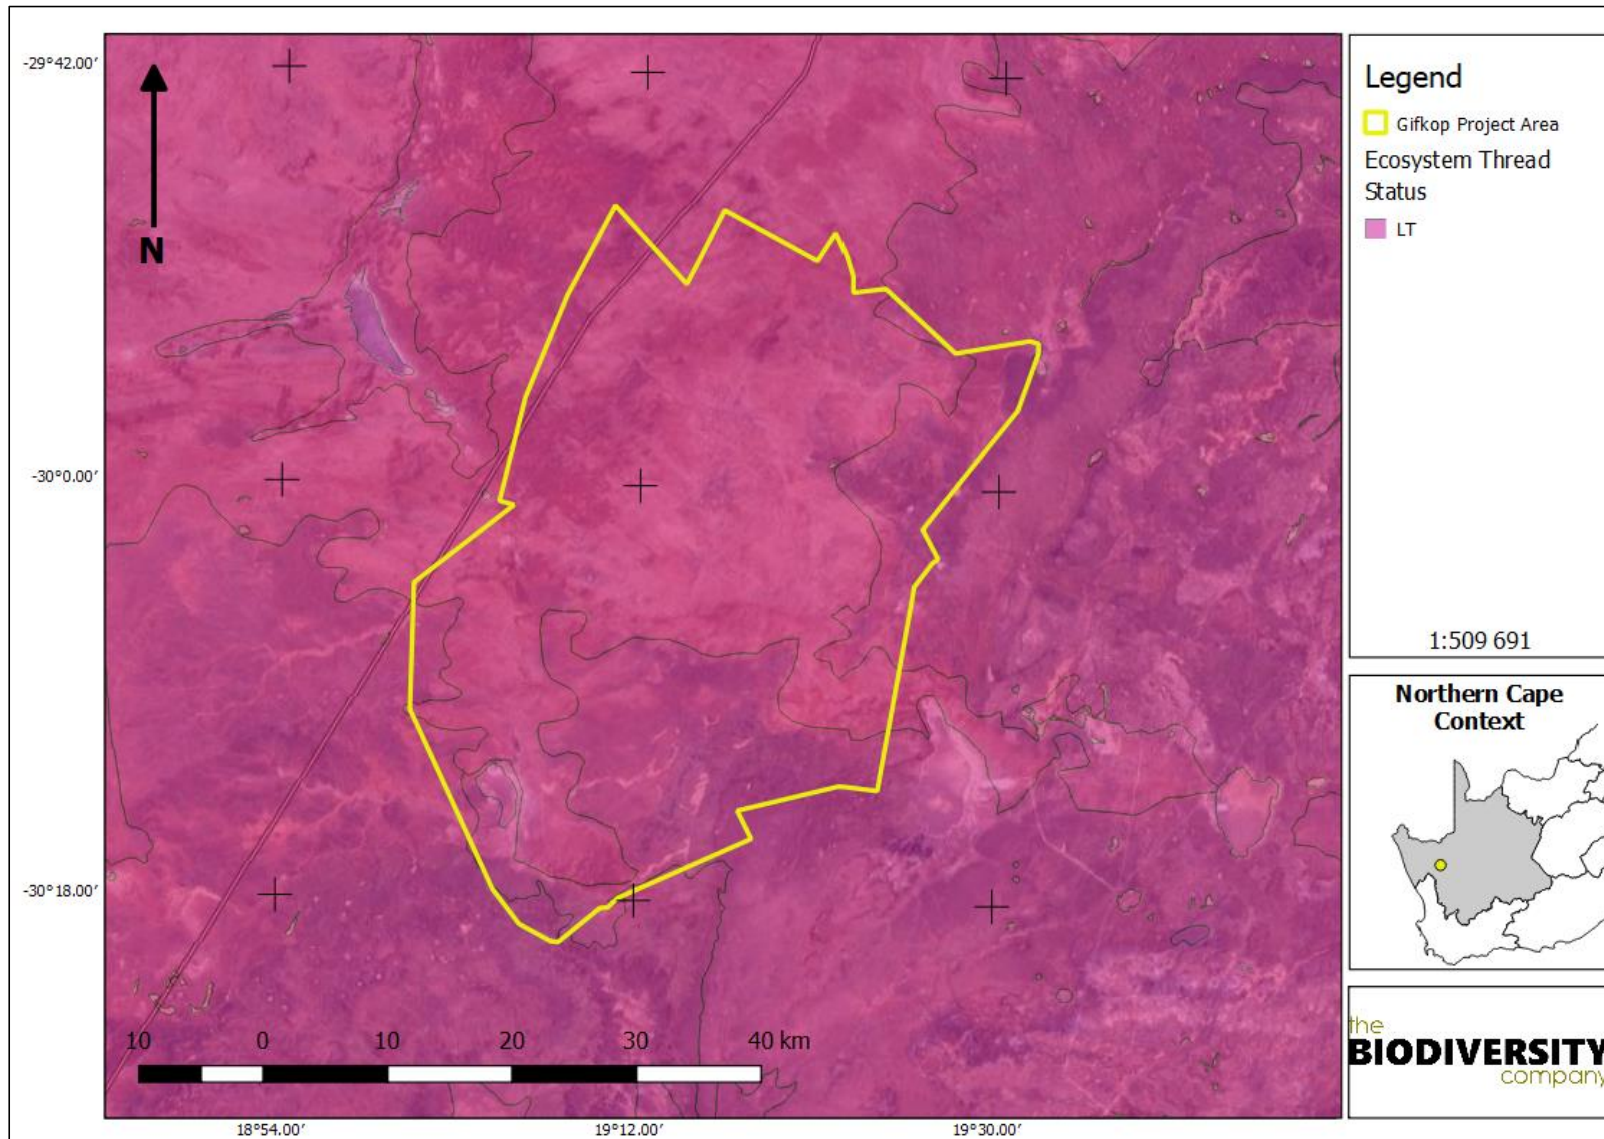 -29°42.00'
-30°0.00'
-30°18.00'
N
10 0 10 20 30 40 km
18°54.00' 19°12.00' 19°30.00'
Legend
Gifkop Project Area
Ecosystem Thread
Status
LT
1:509 691
Northern Cape
Context
the
BIODIVERSITY
company